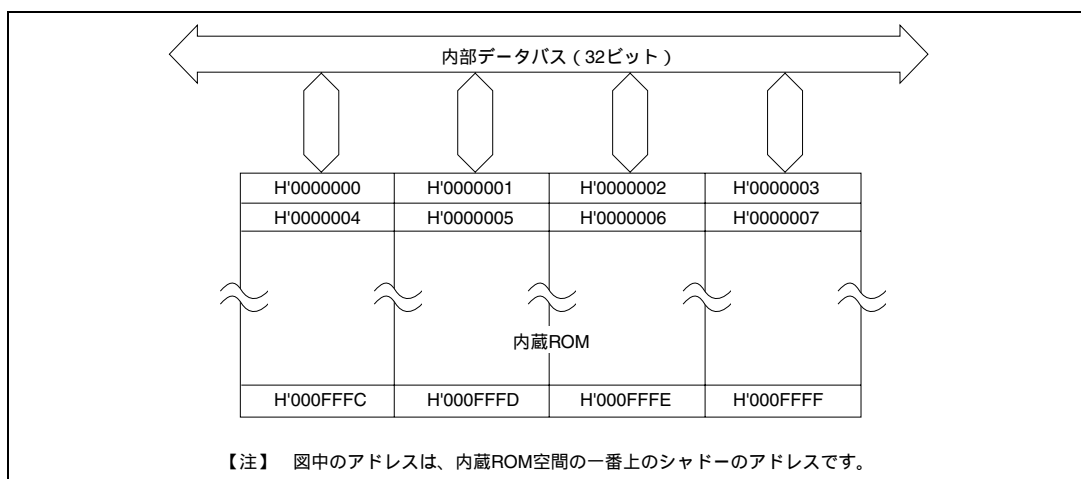 内部データバス(32ビット)
H'0000000 H'0000001 H'0000002 H'0000003
H'0000004 H'0000005 H'0000006 H'0000007
内蔵ROM
H'000FFFC H'000FFFD H'000FFFE H'000FFFF
【注】 図中のアドレスは、内蔵ROM空間の一番上のシャドーのアドレスです。